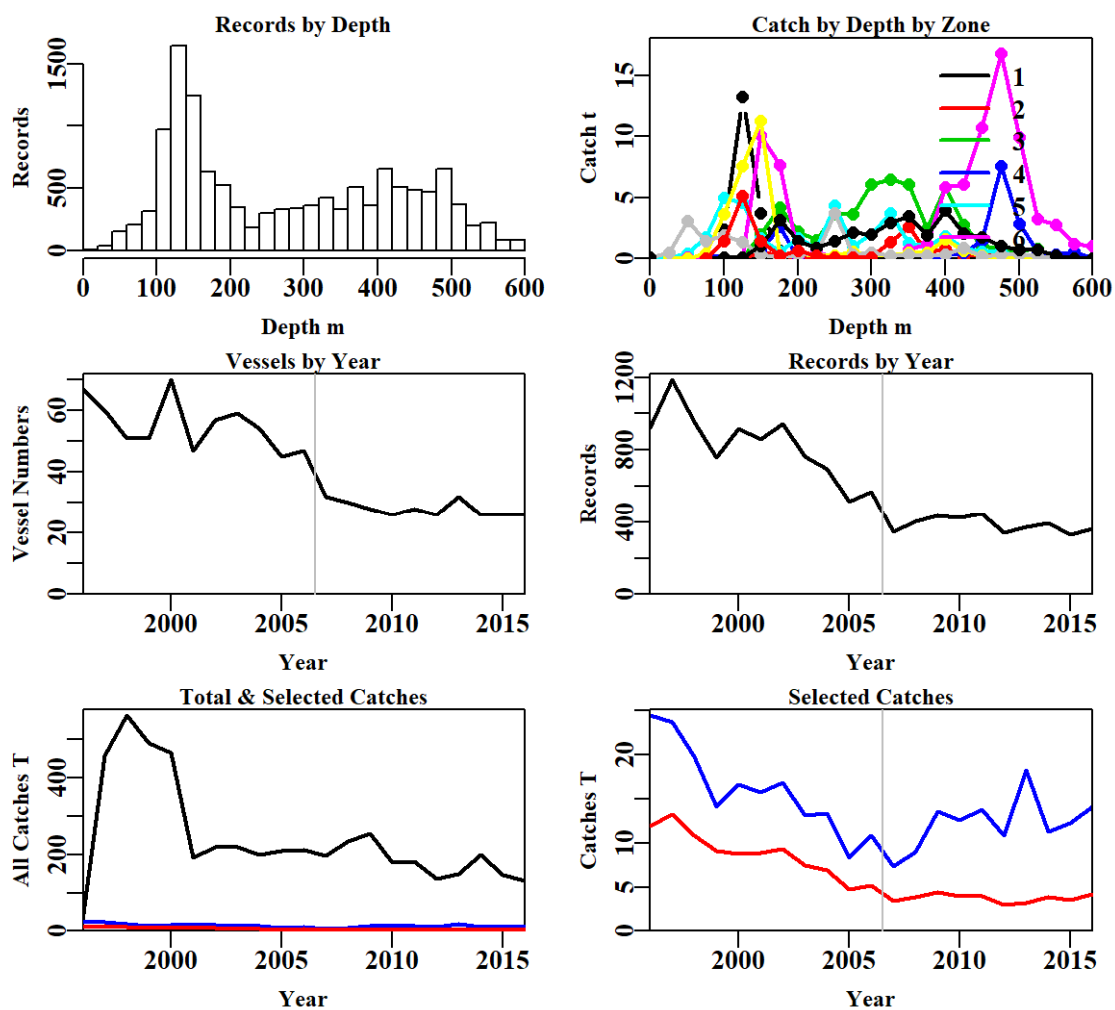 Records by Depth
Records
0 500 1500
0 100 200 300 400 500 600
Depth m
Catch by Depth by Zone
Catch t
0 5 10 15
1
2
3
4
5
6
0 100 200 300 400 500 600
Depth m
Vessels by Year
Vessel Numbers
0 20 40 60
2000 2005 2010 2015
Year
Records by Year
Records
0 400 800 1200
2000 2005 2010 2015
Year
Total & Selected Catches
All Catches T
0 200 400
2000 2005 2010 2015
Year
Selected Catches
Catches T
0 5 10 20
2000 2005 2010 2015
Year